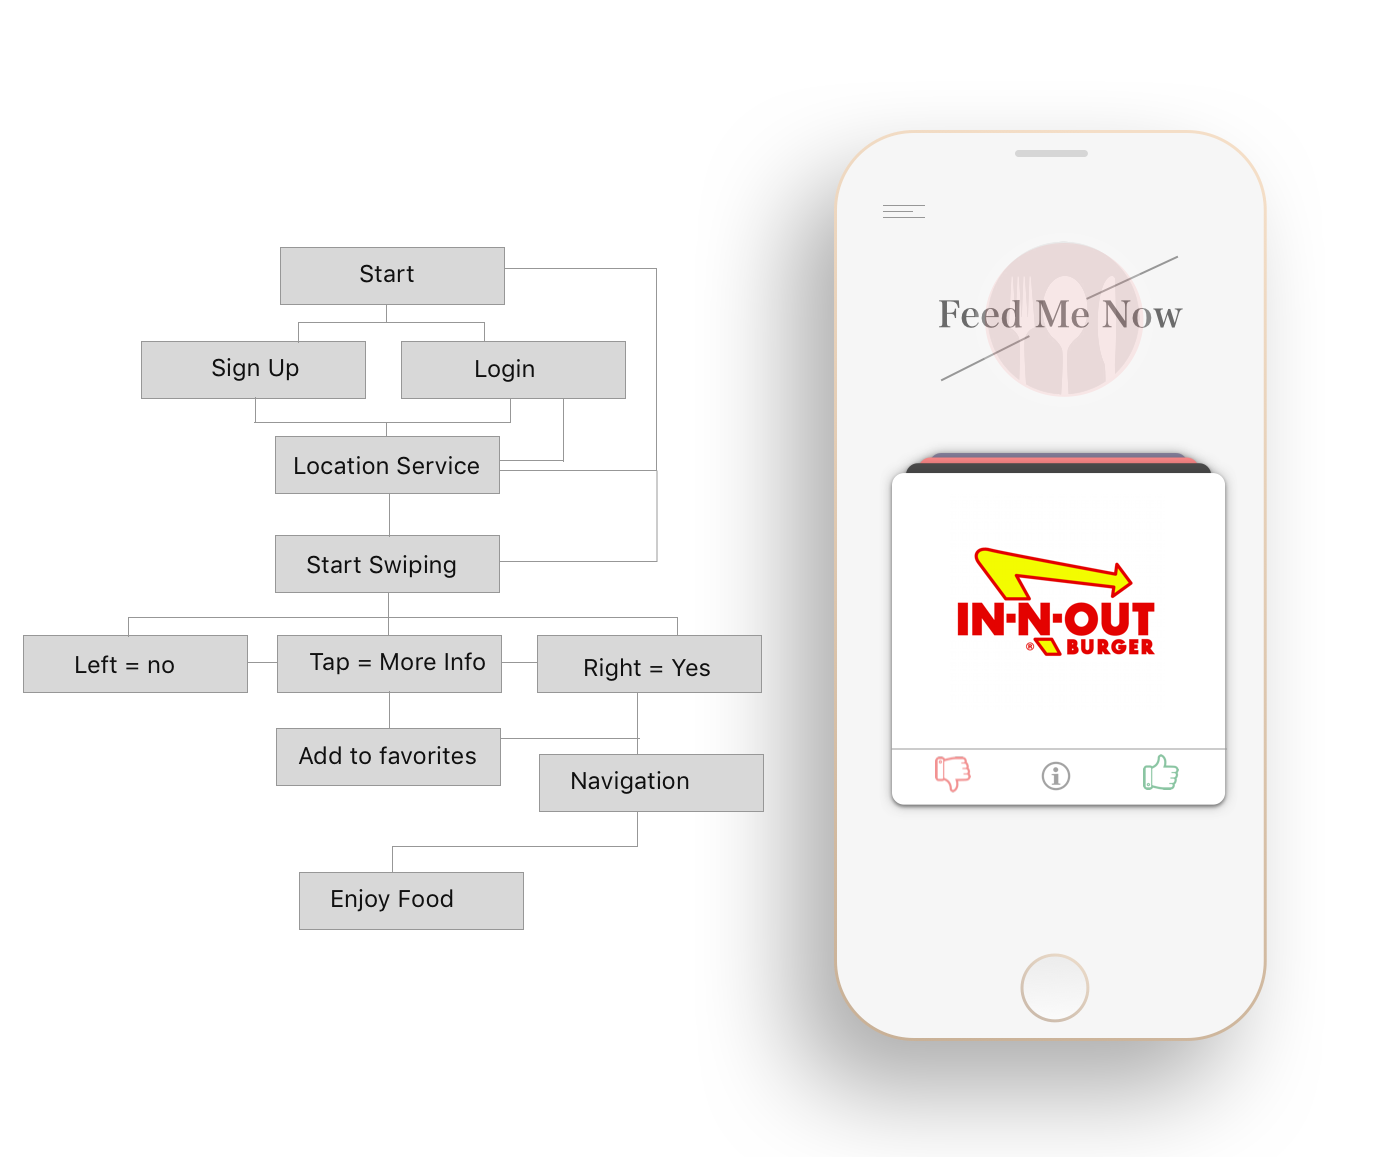 Start
Sign Up
Login
Location Service
Start Swiping
Left = no
Tap = More Info
Right = Yes
Add to favorites
Navigation
Enjoy Food
Feed Me Now
IN-N-OUT
® BURGER